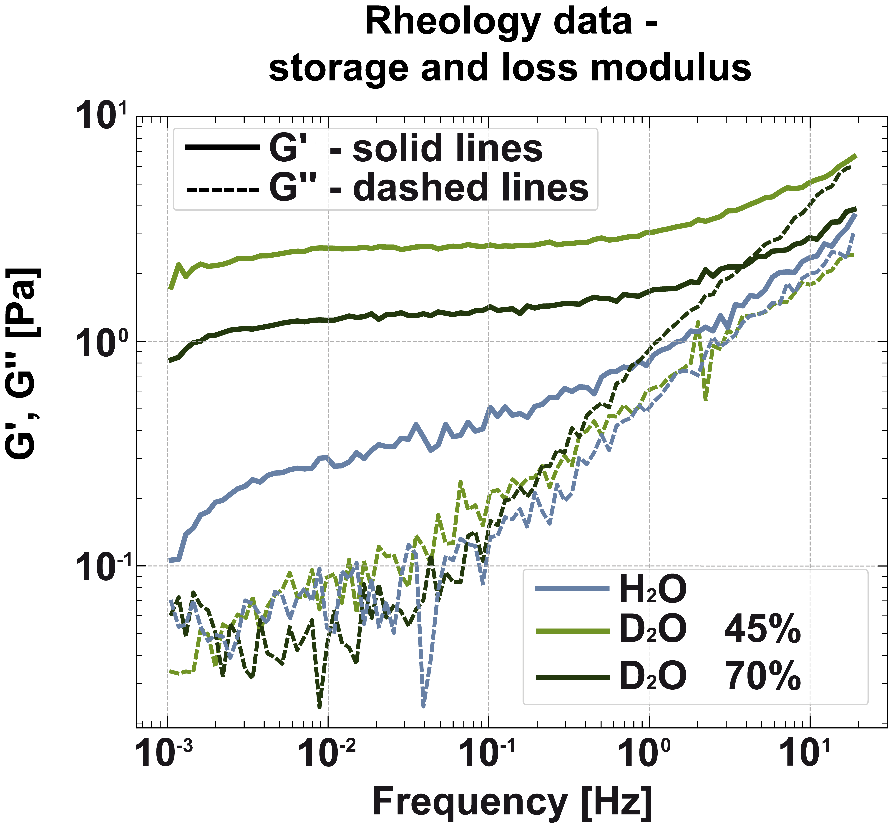 Rheology data -
storage and loss modulus
G' - solid lines
G'' - dashed lines
10¹
10⁰
10⁻¹
G', G'' [Pa]
H₂O
D₂O 45%
D₂O 70%
10⁻³ 10⁻² 10⁻¹ 10⁰ 10¹
Frequency [Hz]